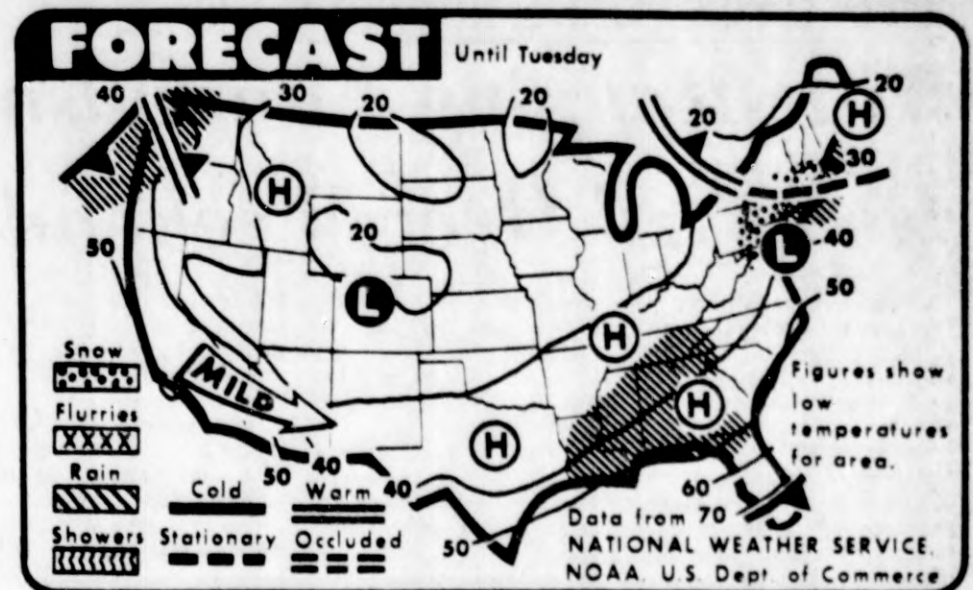 FORECAST
Until Tuesday
40
30
20
20
20
20
H
H
30
50
20
L
40
L
50
H
Snow
Flurries
XXXX
Rain
Showers
MILD
H
H
Figures show
low
temperatures
for area.
50
40
40
60
50
70
Cold
Warm
Stationary
Occluded
Data from
NATIONAL WEATHER SERVICE,
NOAA, U.S. Dept. of Commerce